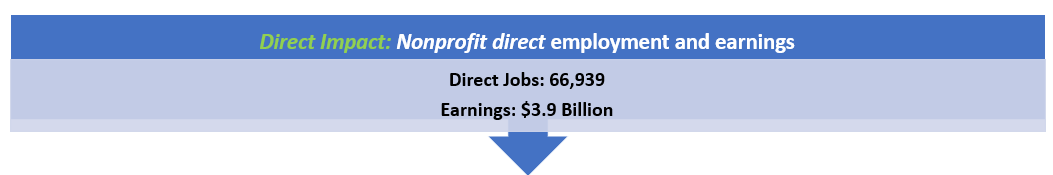 Direct Impact: Nonprofit direct employment and earnings
Direct Jobs: 66,939
Earnings: $3.9 Billion